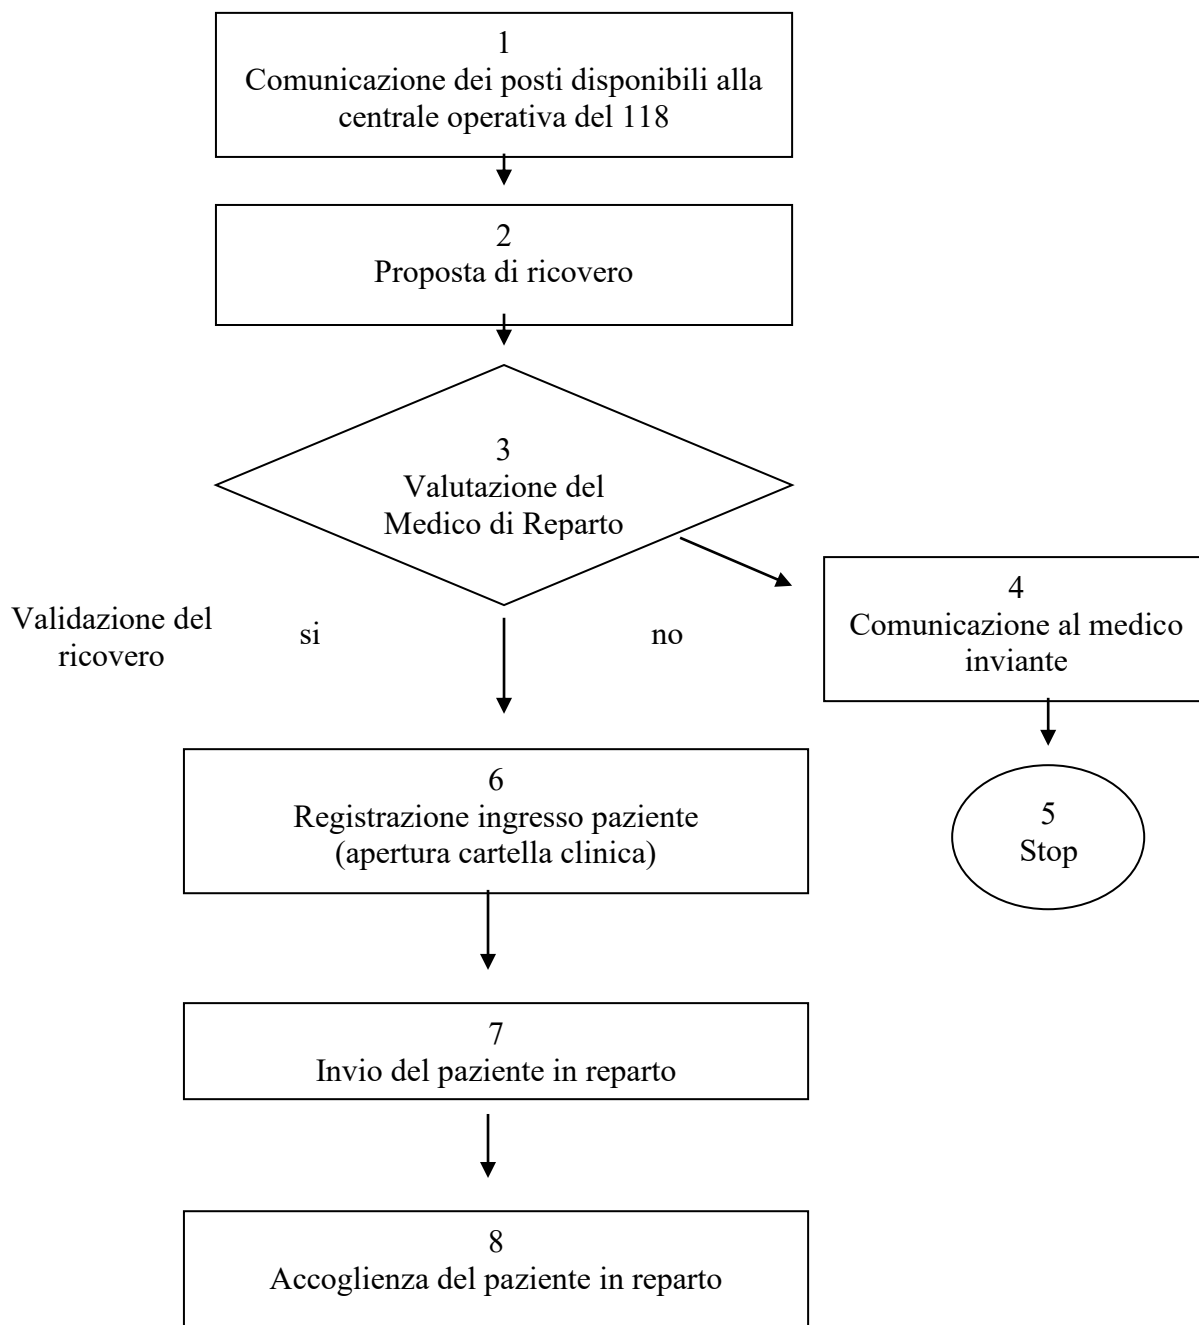 1
Comunicazione dei posti disponibili alla
centrale operativa del 118
2
Proposta di ricovero
3
Valutazione del
Medico di Reparto
Validazione del
ricovero
si
no
4
Comunicazione al medico
inviante
5
Stop
6
Registrazione ingresso paziente
(apertura cartella clinica)
7
Invio del paziente in reparto
8
Accoglienza del paziente in reparto